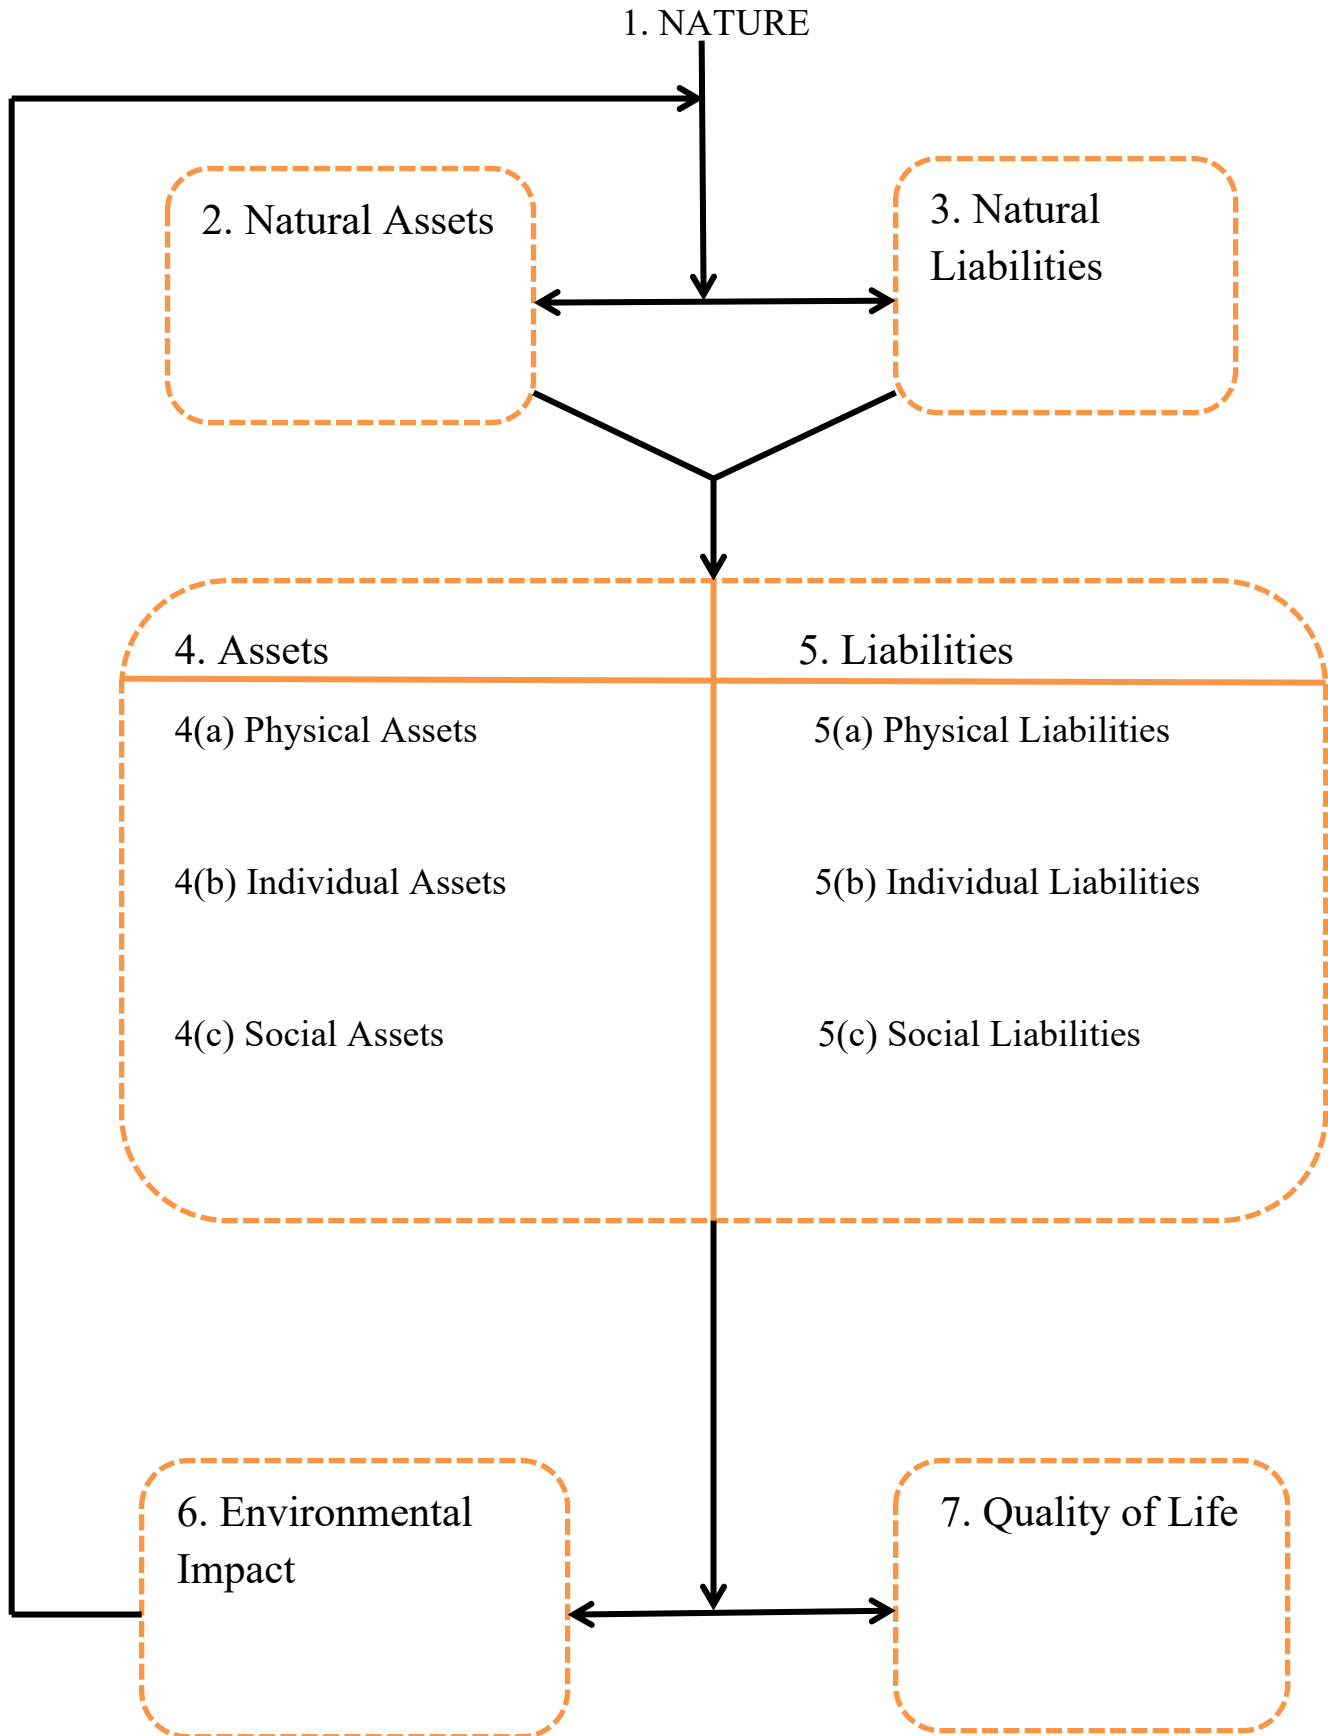 1. NATURE
2. Natural Assets
3. Natural
Liabilities
4. Assets
5. Liabilities
4(a) Physical Assets
5(a) Physical Liabilities
4(b) Individual Assets
5(b) Individual Liabilities
4(c) Social Assets
5(c) Social Liabilities
6. Environmental
Impact
7. Quality of Life